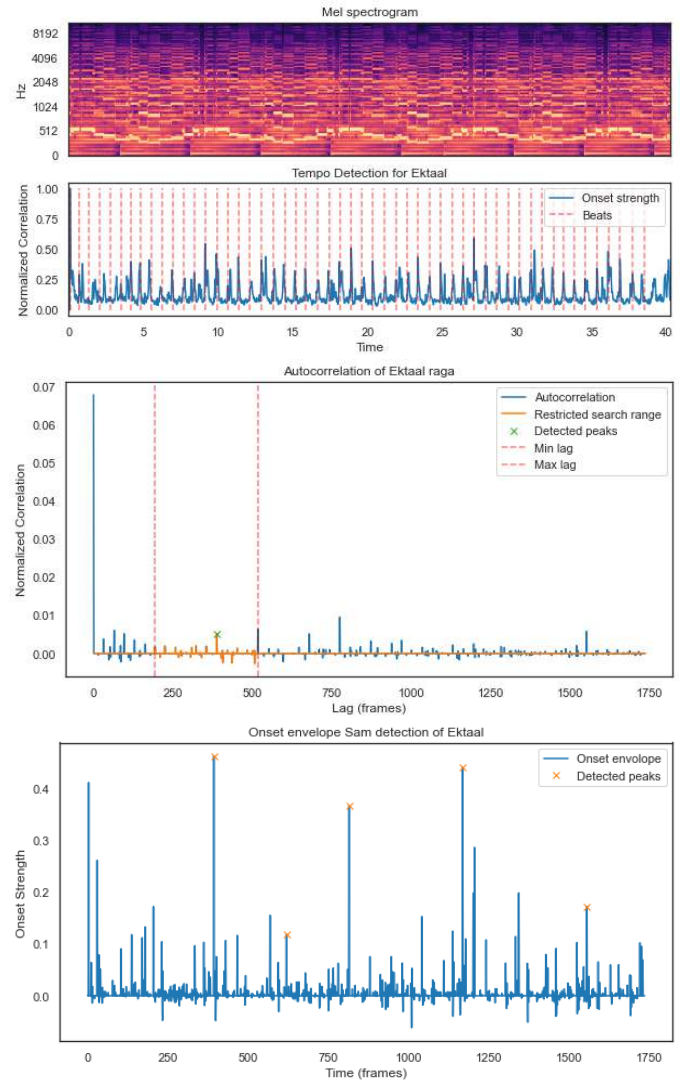 Mel spectrogram
8192
4096
2048
1024
512
0
Hz
Tempo Detection for Ektaal
1.00
0.75
0.50
0.25
0.00
Normalized Correlation
Onset strength
Beats
0 5 10 15 20 25 30 35 40
Time
Autocorrelation of Ektaal raga
0.07
0.06
0.05
0.04
0.03
0.02
0.01
0.00
Normalized Correlation
Autocorrelation
Restricted search range
Detected peaks
Min lag
Max lag
0 250 500 750 1000 1250 1500 1750
Lag (frames)
Onset envelope Sam detection of Ektaal
0.4
0.3
0.2
0.1
0.0
Onset Strength
Onset envolope
Detected peaks
0 250 500 750 1000 1250 1500 1750
Time (frames)